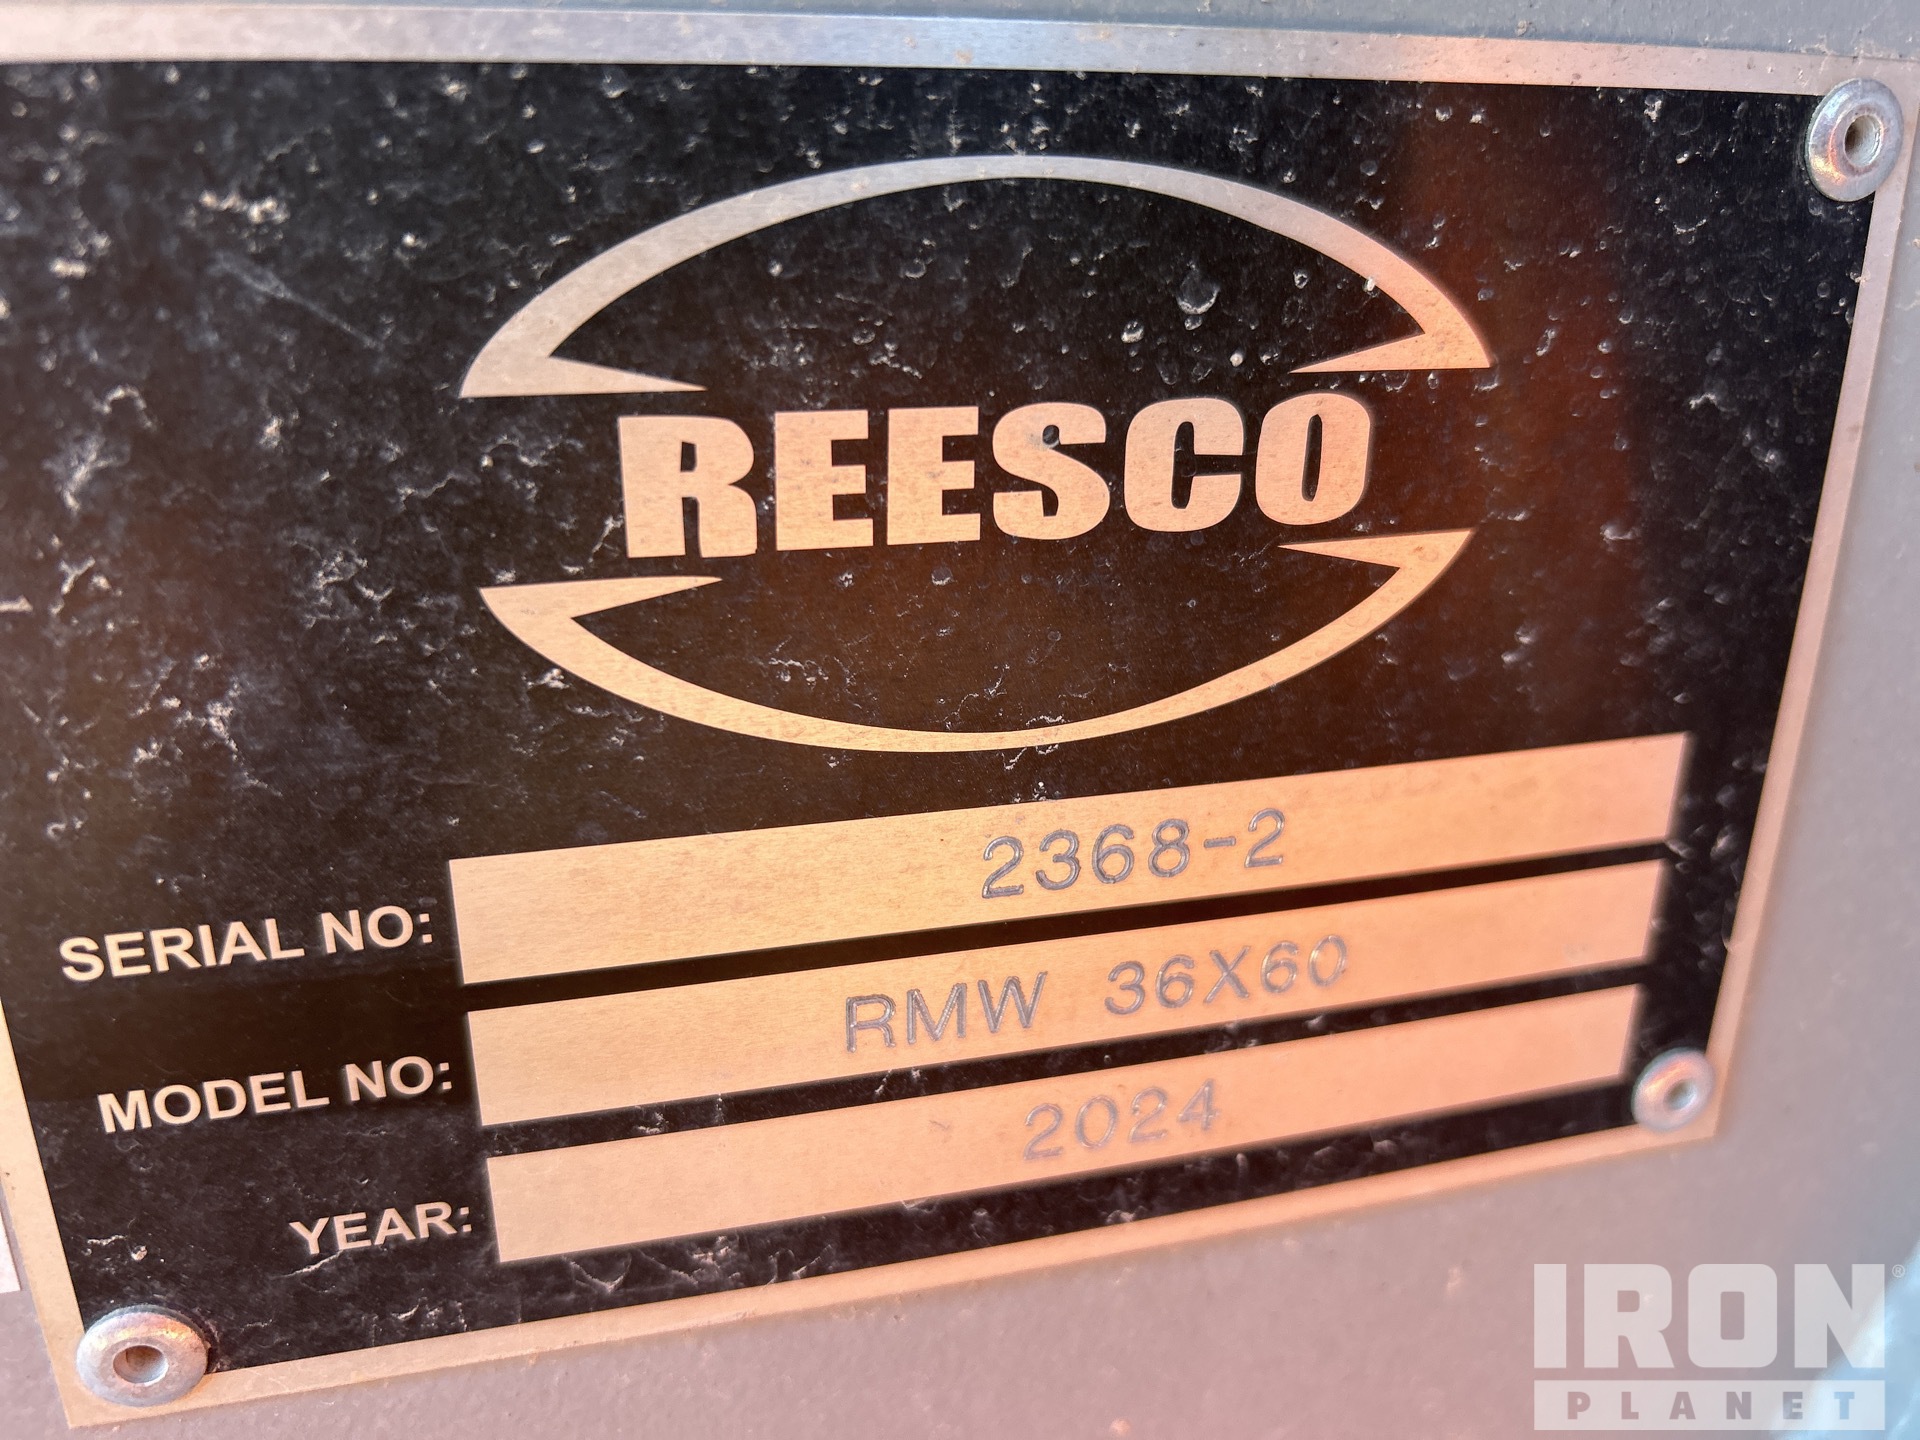 REESCO
SERIAL NO: 2368-2
MODEL NO: RMW 36X60
YEAR: 2024
IRON®
PLANET